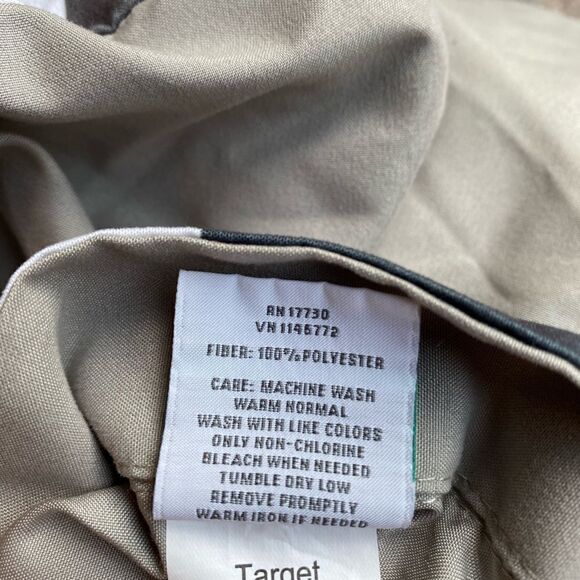 RN 17730
VN 1146772
FIBER: 100% POLYESTER
CARE: MACHINE WASH
WARM NORMAL
WASH WITH LIKE COLORS
ONLY NON-CHLORINE
BLEACH WHEN NEEDED
TUMBLE DRY LOW
REMOVE PROMPTLY
WARM IRON IF NEEDED
Target